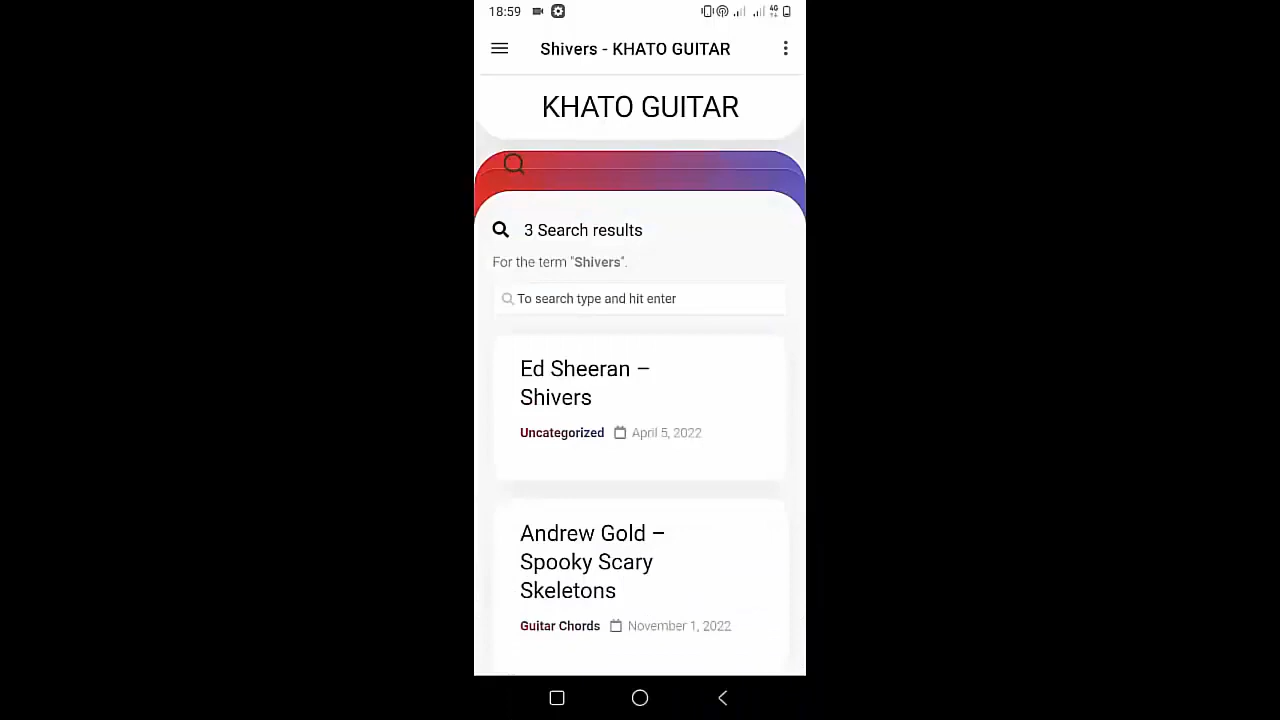 18:59
4G
Shivers - KHATO GUITAR
KHATO GUITAR
3 Search results
For the term "Shivers".
To search type and hit enter
Ed Sheeran –
Shivers
Uncategorized April 5, 2022
Andrew Gold –
Spooky Scary
Skeletons
Guitar Chords November 1, 2022